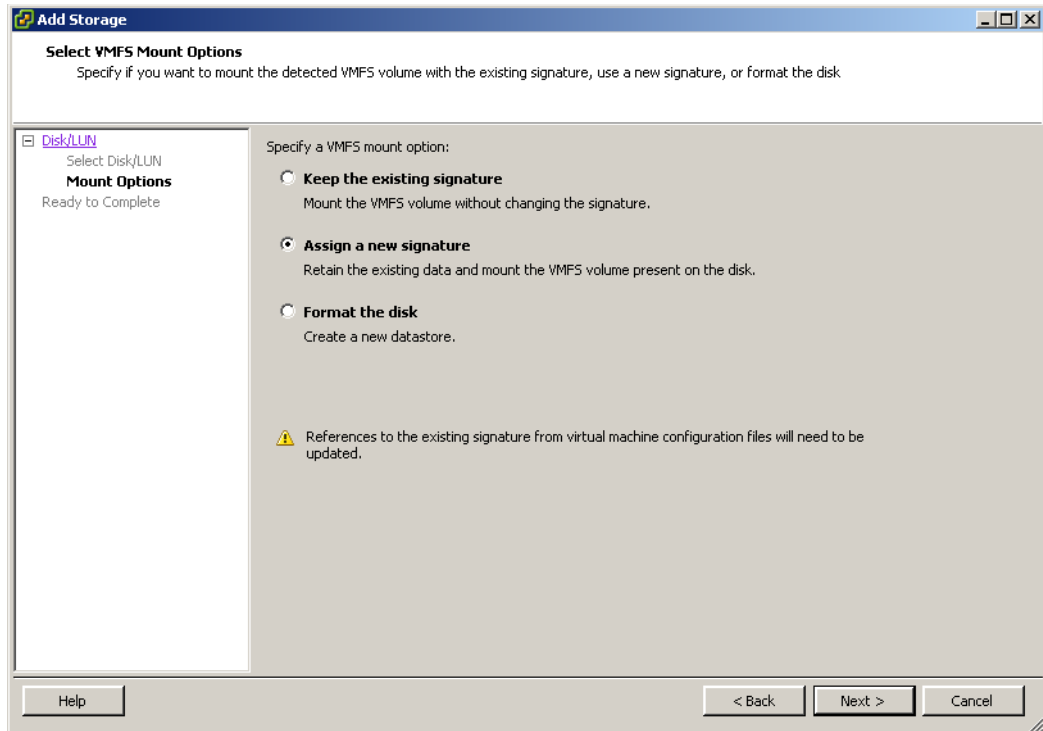 Add Storage
Select VMFS Mount Options
Specify if you want to mount the detected VMFS volume with the existing signature, use a new signature, or format the disk
Disk/LUN
Select Disk/LUN
Mount Options
Ready to Complete
Specify a VMFS mount option:
Keep the existing signature
Mount the VMFS volume without changing the signature.
Assign a new signature
Retain the existing data and mount the VMFS volume present on the disk.
Format the disk
Create a new datastore.
References to the existing signature from virtual machine configuration files will need to be
updated.
Help
< Back
Next >
Cancel